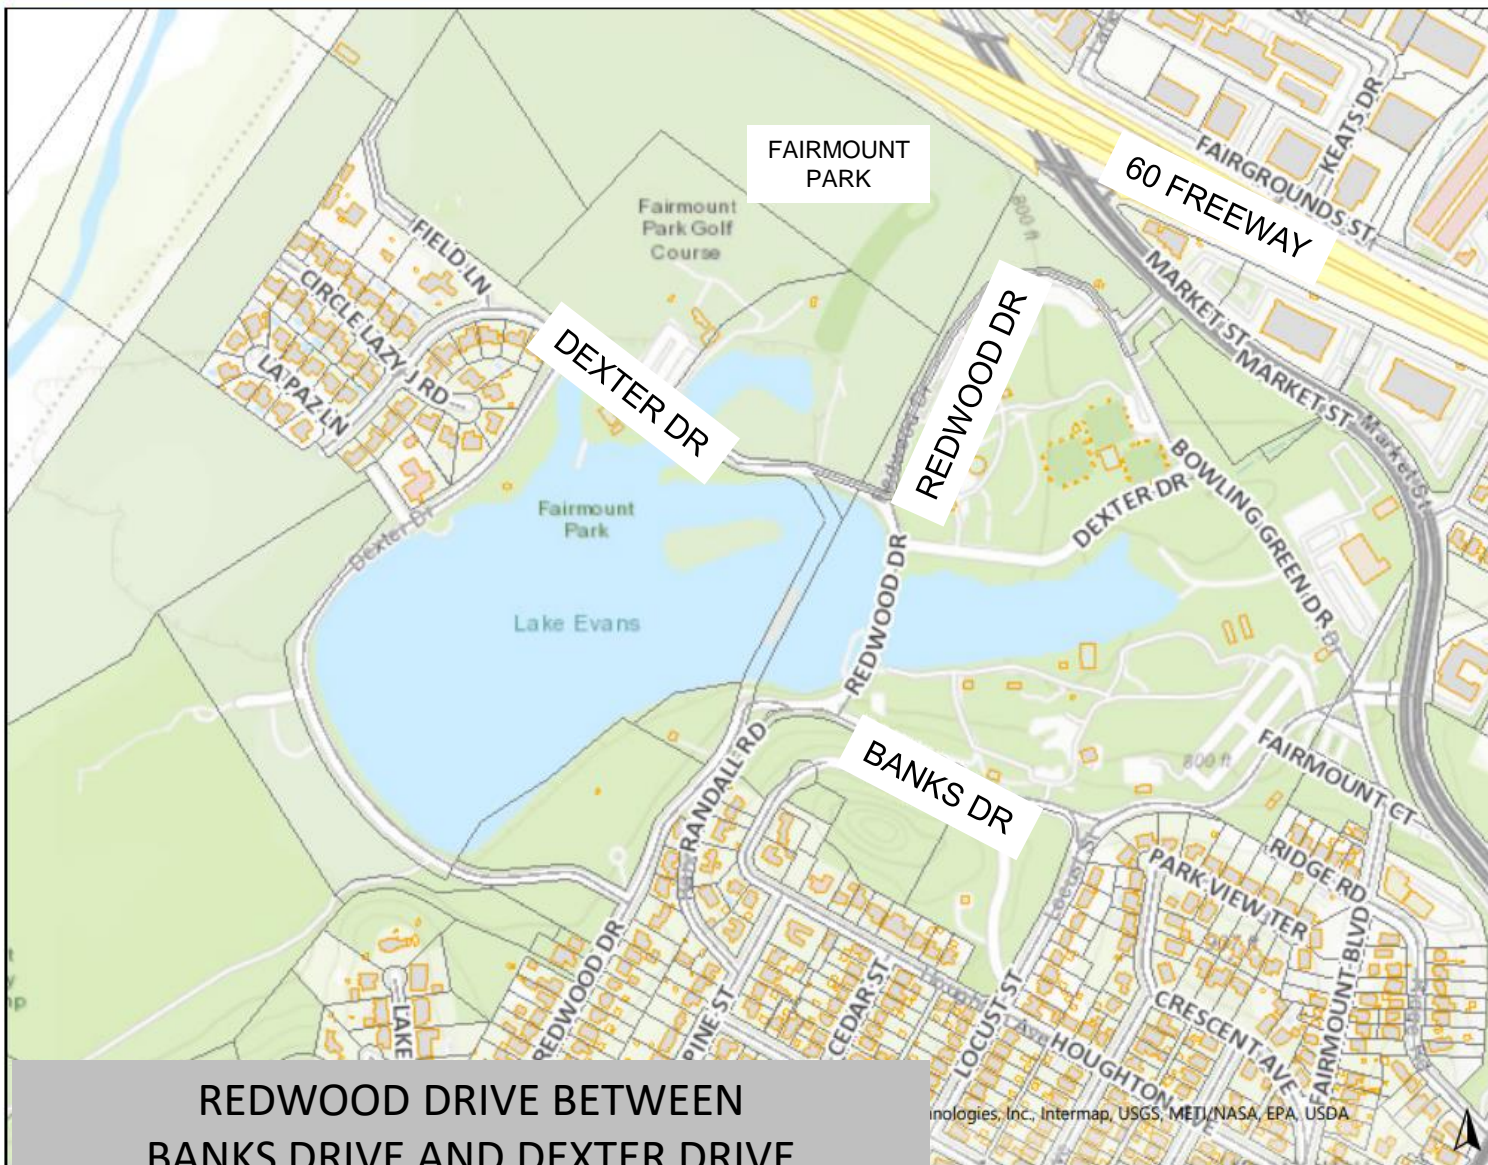 FAIRMOUNT
PARK
60 FREEWAY
FAIRGROUNDS ST
KEATS DR
Fairmount
Park Golf
Course
800 ft
FIELD LN
CIRCLE LAZY J RD
LA PAZ LN
DEXTER DR
REDWOOD DR
Redwood Dr
MARKET ST
MARKET ST
Market St
BOWLING GREEN DR
Dr
DEXTER DR
Dexter Dr
Fairmount
Park
Lake Evans
REDWOOD DR
RANDALL RD
BANKS DR
800 ft
FAIRMOUNT CT
RIDGE RD
PARK VIEW TER
Locust St
FAIRMOUNT BLVD
CRESCENT AVE
LAKE
REDWOOD DR
PINE ST
CEDAR ST
LOCUST ST
HOUGHTON AVE
REDWOOD DRIVE BETWEEN
BANKS DRIVE AND DEXTER DRIVE
nologies, Inc., Intermap, USGS, METI/NASA, EPA, USDA